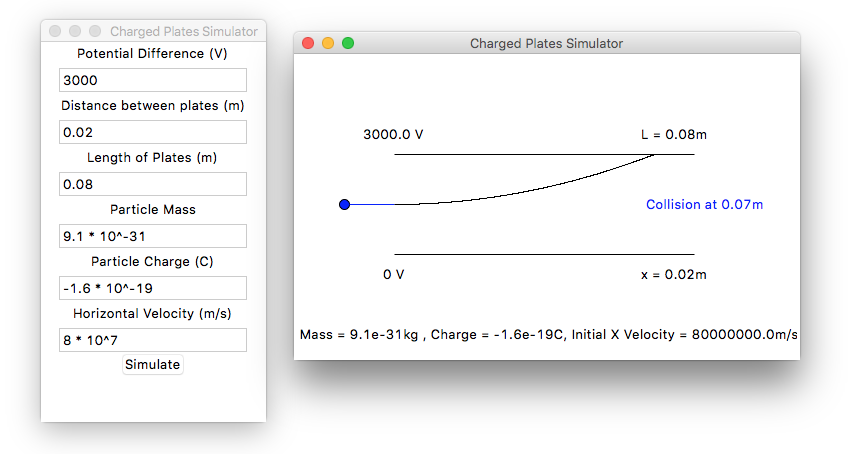 Charged Plates Simulator
Potential Difference (V)
3000
Distance between plates (m)
0.02
Length of Plates (m)
0.08
Particle Mass
9.1 * 10^-31
Particle Charge (C)
-1.6 * 10^-19
Horizontal Velocity (m/s)
8 * 10^7
Simulate
Charged Plates Simulator
3000.0 V
L = 0.08m
Collision at 0.07m
0 V
x = 0.02m
Mass = 9.1e-31kg , Charge = -1.6e-19C, Initial X Velocity = 80000000.0m/s